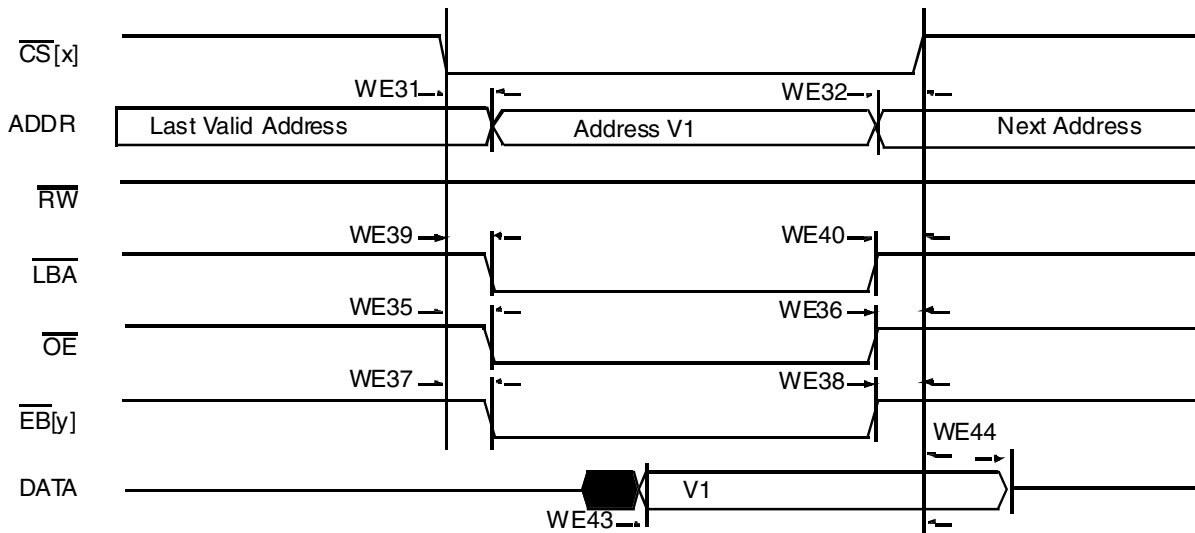 CS[x]
WE31
WE32
ADDR
Last Valid Address
Address V1
Next Address
RW
WE39
WE40
LBA
WE35
WE36
OE
WE37
WE38
EB[y]
WE44
DATA
V1
WE43